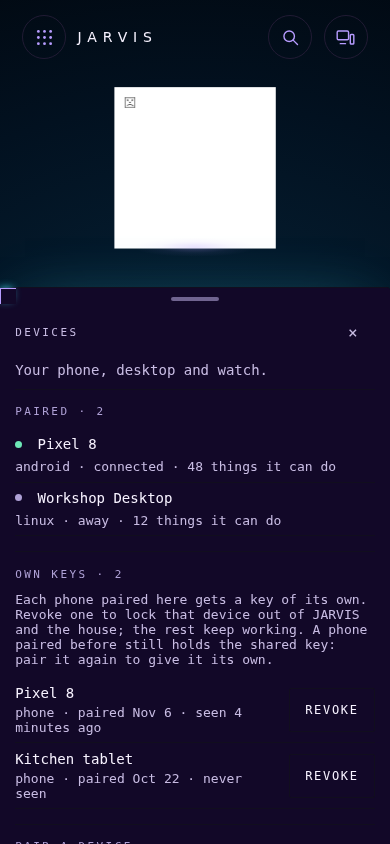 JARVIS
DEVICES ×
Your phone, desktop and watch.
PAIRED · 2
Pixel 8
android · connected · 48 things it can do
Workshop Desktop
linux · away · 12 things it can do
OWN KEYS · 2
Each phone paired here gets a key of its own.
Revoke one to lock that device out of JARVIS
and the house; the rest keep working. A phone
paired before still holds the shared key:
pair it again to give it its own.
Pixel 8
phone · paired Nov 6 · seen 4
minutes ago
REVOKE
Kitchen tablet
phone · paired Oct 22 · never
seen
REVOKE
PAIR A DEVICE